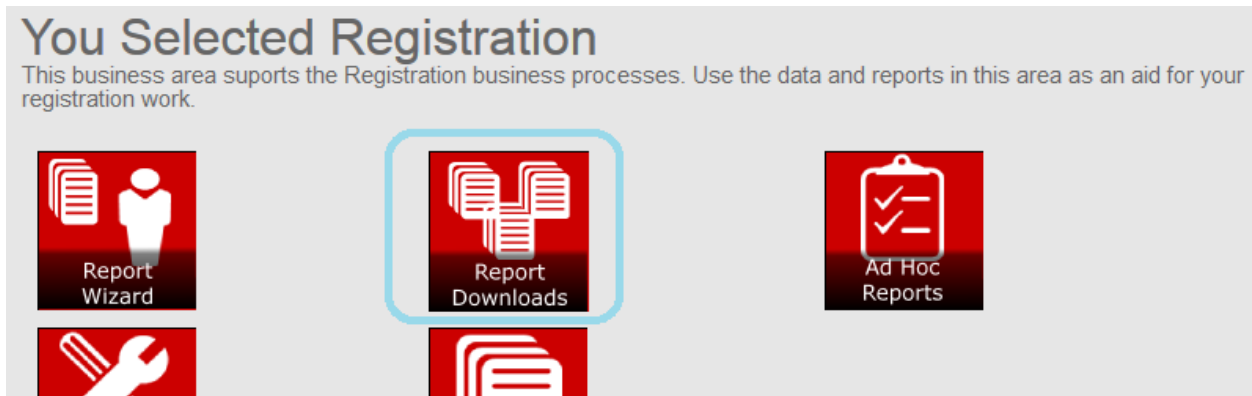 You Selected Registration
This business area suports the Registration business processes. Use the data and reports in this area as an aid for your
registration work.
Report
Wizard
Report
Downloads
Ad Hoc
Reports